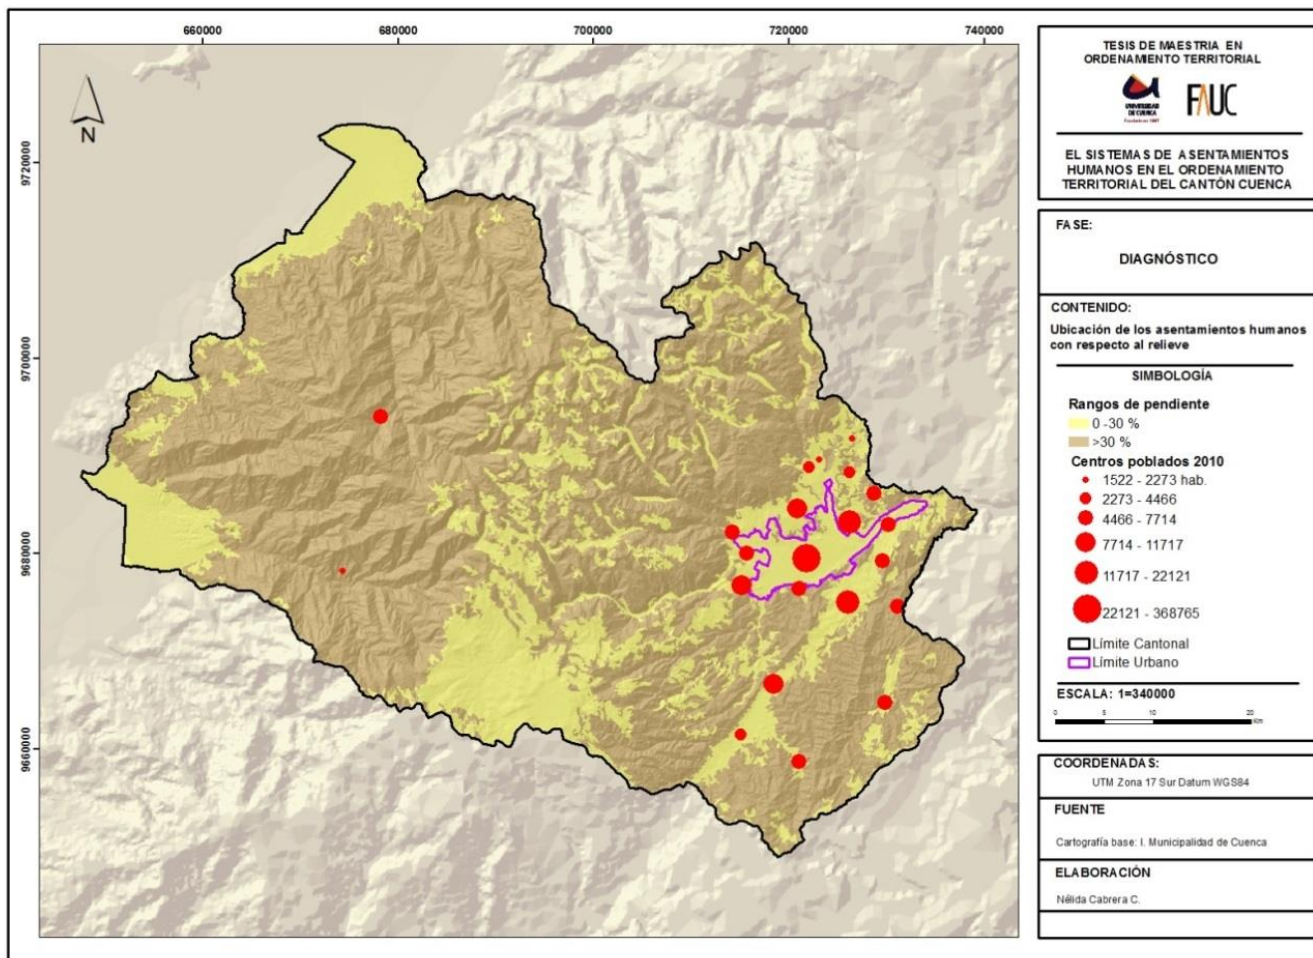 660000
680000
700000
720000
740000
9720000
9700000
9680000
9660000
N
TESIS DE MAESTRIA EN
ORDENAMIENTO TERRITORIAL
UNIVERSIDAD
DE CUENCA
FAUC
EL SISTEMAS DE ASENTAMIENTOS
HUMANOS EN EL ORDENAMIENTO
TERRITORIAL DEL CANTÓN CUENCA
FASE:
DIAGNÓSTICO
CONTENIDO:
Ubicación de los asentamientos humanos
con respecto al relieve
SIMBOLOGÍA
Rangos de pendiente
0 -30 %
>30 %
Centros poblados 2010
1522 - 2273 hab.
2273 - 4466
4466 - 7714
7714 - 11717
11717 - 22121
22121 - 368765
Límite Cantonal
Límite Urbano
ESCALA: 1=340000
0 5 10 20
Km
COORDENADAS:
UTM Zona 17 Sur Datum WGS84
FUENTE
Cartografía base: I. Municipalidad de Cuenca
ELABORACIÓN
Nélida Cabrera C.